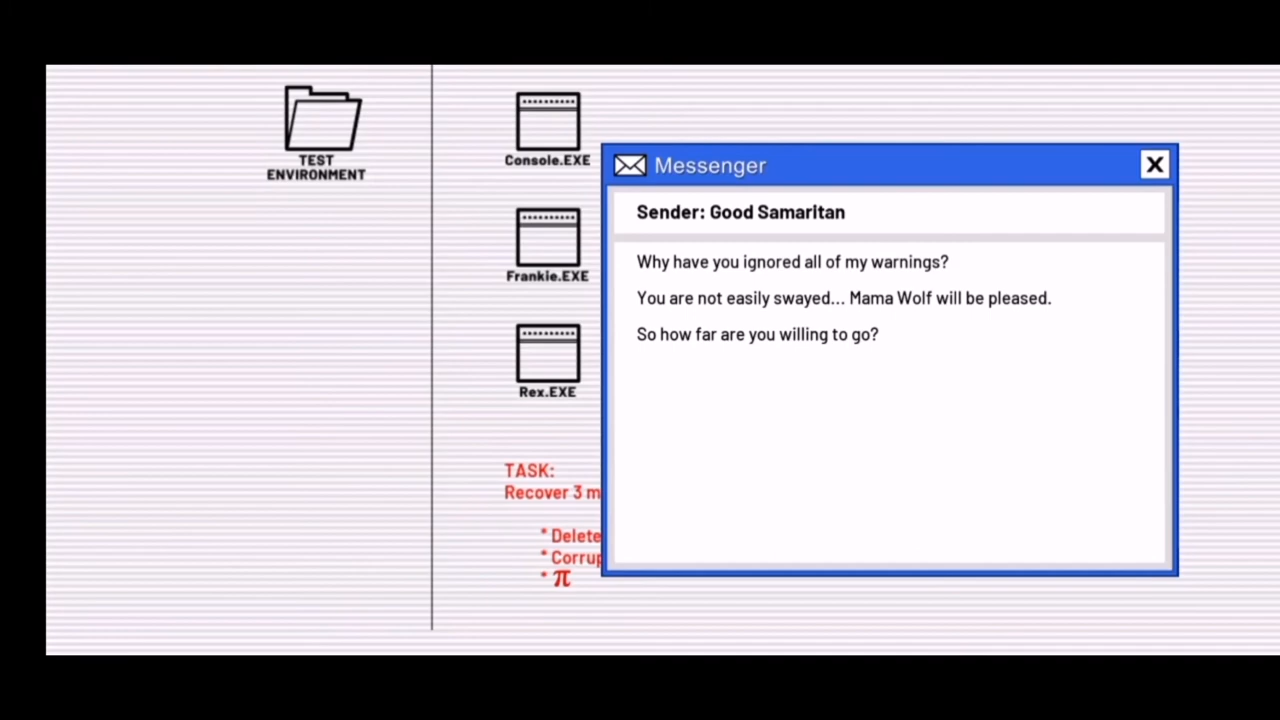 TEST
ENVIRONMENT
Console.EXE
Frankie.EXE
Rex.EXE
TASK:
Recover 3 m
* Delete
* Corrup
* π
Messenger
X
Sender: Good Samaritan
Why have you ignored all of my warnings?
You are not easily swayed... Mama Wolf will be pleased.
So how far are you willing to go?